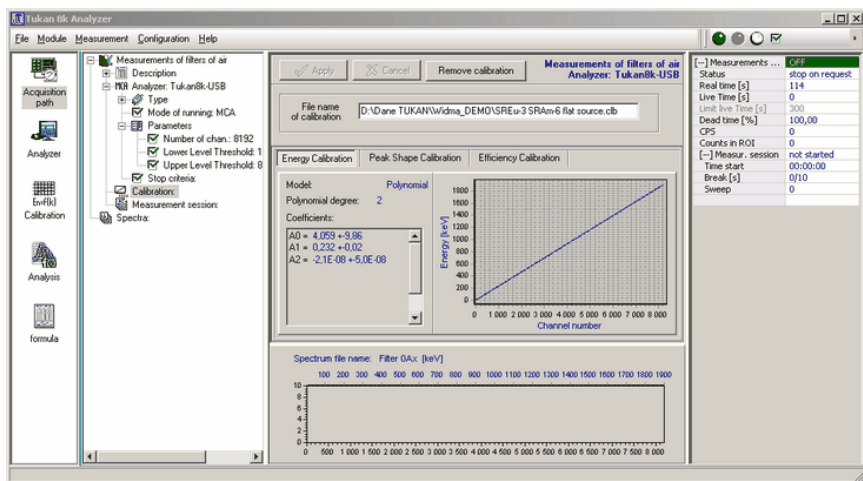 Tukan 8k Analyzer
File Module Measurement Configuration Help
Acquisition path
Analyzer
E=f(k)
Calibration
Analysis
formula
Measurements of filters of air
Description
MCA Analyzer: Tukan8k-USB
Type
Mode of running: MCA
Parameters
Number of chan.: 8192
Lower Level Threshold: 1
Upper Level Threshold: 8
Stop criteria:
Calibration:
Measurement session:
Spectra:
Apply Cancel Remove calibration
Measurements of filters of air
Analyzer: Tukan8k-USB
File name of calibration
D:\Dane TUKAN\Widma_DEMO\SREu-3 SRAm-6 flat source.clb
Energy Calibration Peak Shape Calibration Efficiency Calibration
Model: Polynomial
Polynomial degree: 2
Coefficients:
A0 = 4,059 +-9,86
A1 = 0,232 +-0,02
A2 = -2,1E-08 +-5,0E-08
Energy [keV]
1800
1600
1400
1200
1000
800
600
400
200
0
0 1 000 2 000 3 000 4 000 5 000 6 000 7 000 8 000
Channel number
Spectrum file name: Filter 0Ax [keV]
100 200 300 400 500 600 700 800 900 1000 1100 1200 1300 1400 1500 1600 1700 1800 1900
10
8
6
4
2
0
0 500 1 000 1 500 2 000 2 500 3 000 3 500 4 000 4 500 5 000 5 500 6 000 6 500 7 000 7 500 8 000
[--] Measurements ... OFF
Status stop on request
Real time [s] 114
Live Time [s] 0
Limit live Time [s] 300
Dead time [%] 100,00
CPS 0
Counts in ROI 0
[--] Measur. session not started
Time start 00:00:00
Break [s] 0/10
Sweep 0